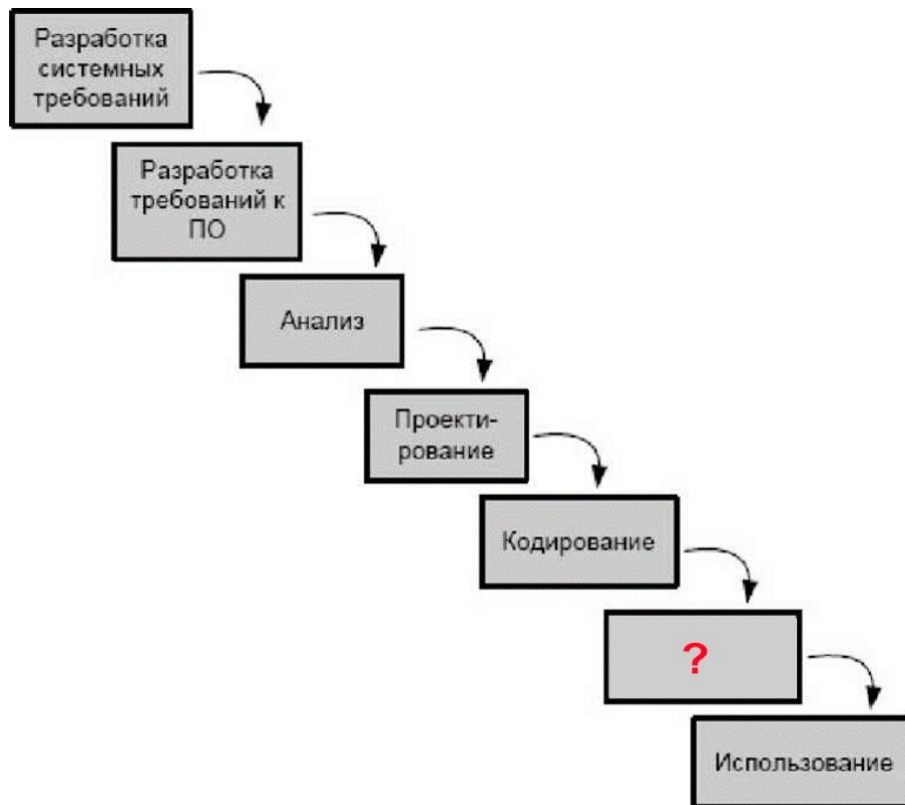 Разработка
системных
требований
Разработка
требований к
ПО
Анализ
Проекти-
рование
Кодирование
?
Использование